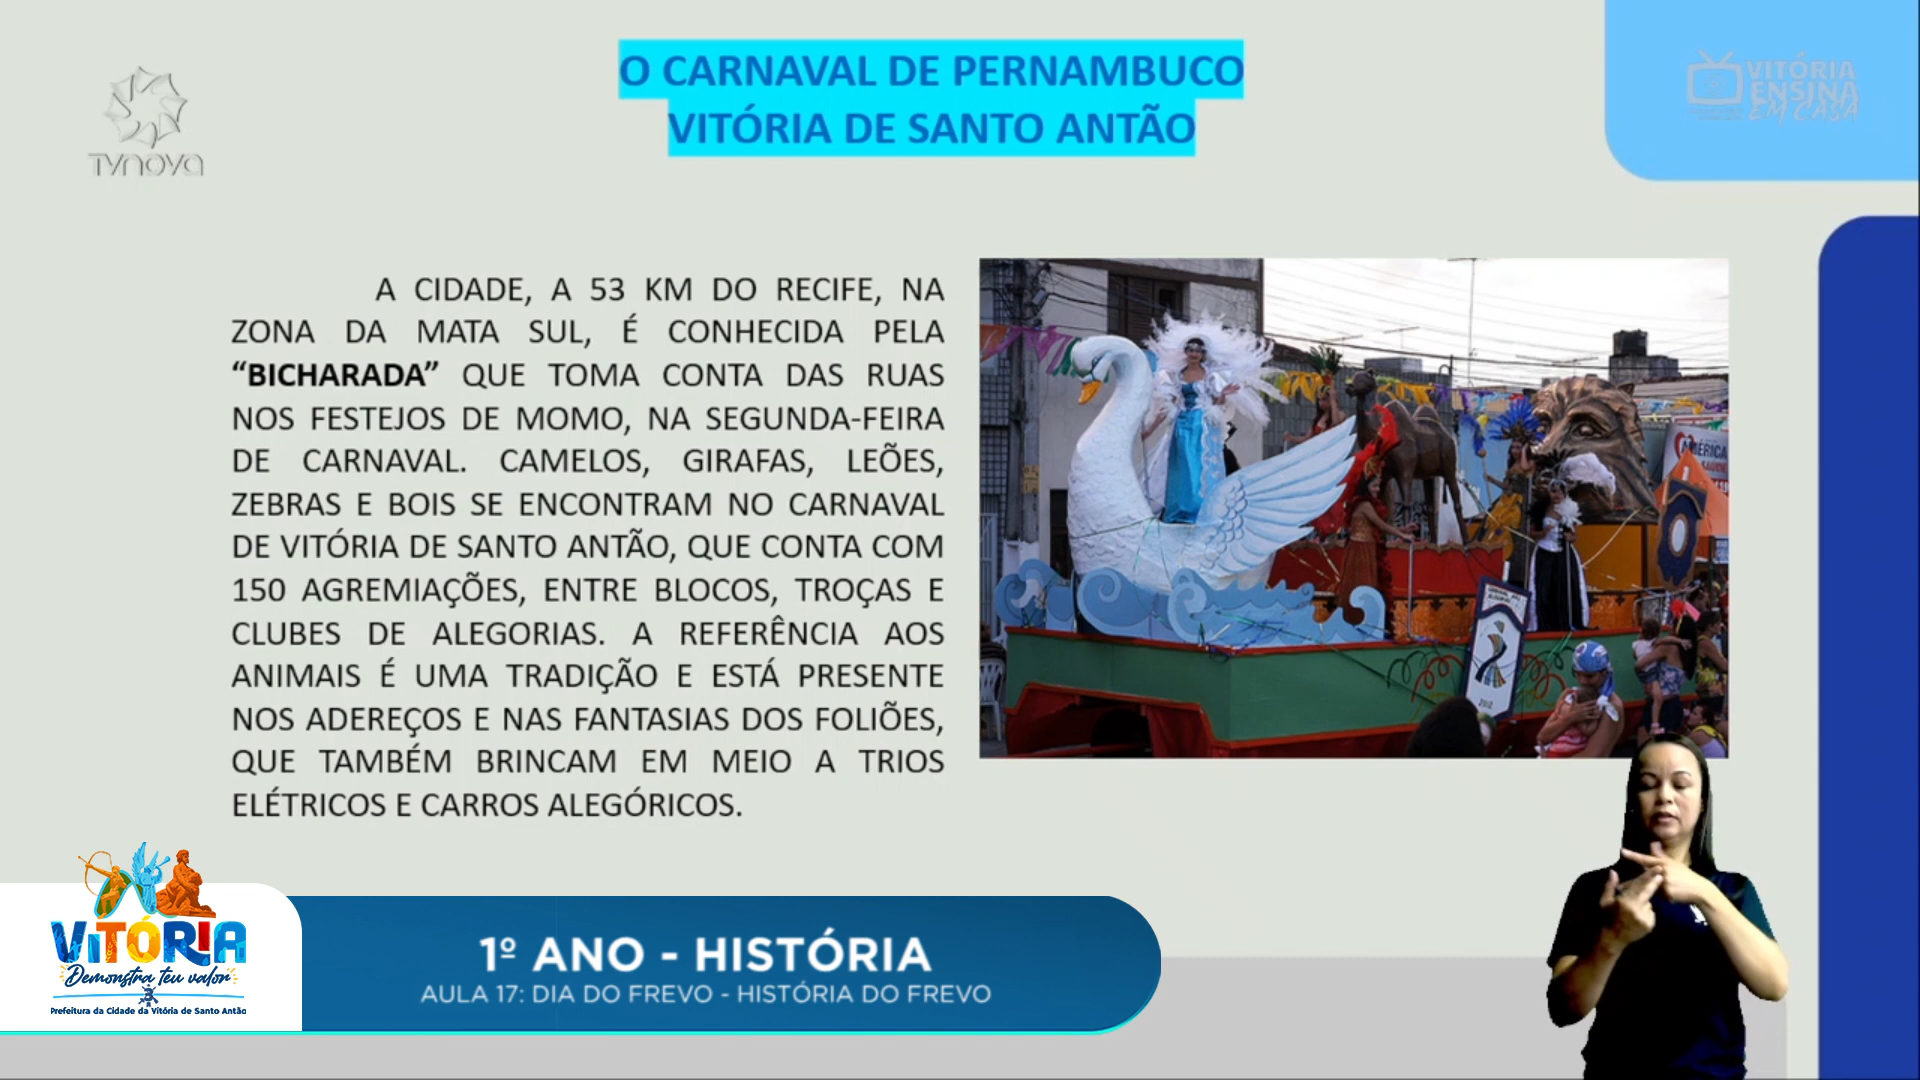 O CARNAVAL DE PERNAMBUCO
VITÓRIA DE SANTO ANTÃO
TVNOVA
VITÓRIA
ENSINA
EM CASA
A CIDADE, A 53 KM DO RECIFE, NA
ZONA DA MATA SUL, É CONHECIDA PELA
“BICHARADA” QUE TOMA CONTA DAS RUAS
NOS FESTEJOS DE MOMO, NA SEGUNDA-FEIRA
DE CARNAVAL. CAMELOS, GIRAFAS, LEÕES,
ZEBRAS E BOIS SE ENCONTRAM NO CARNAVAL
DE VITÓRIA DE SANTO ANTÃO, QUE CONTA COM
150 AGREMIAÇÕES, ENTRE BLOCOS, TROÇAS E
CLUBES DE ALEGORIAS. A REFERÊNCIA AOS
ANIMAIS É UMA TRADIÇÃO E ESTÁ PRESENTE
NOS ADEREÇOS E NAS FANTASIAS DOS FOLIÕES,
QUE TAMBÉM BRINCAM EM MEIO A TRIOS
ELÉTRICOS E CARROS ALEGÓRICOS.
AMÉRICA
SAÚDE
2012
VITÓRIA
Demonstra teu valor
Prefeitura da Cidade da Vitória de Santo Antão
1º ANO - HISTÓRIA
AULA 17: DIA DO FREVO - HISTÓRIA DO FREVO